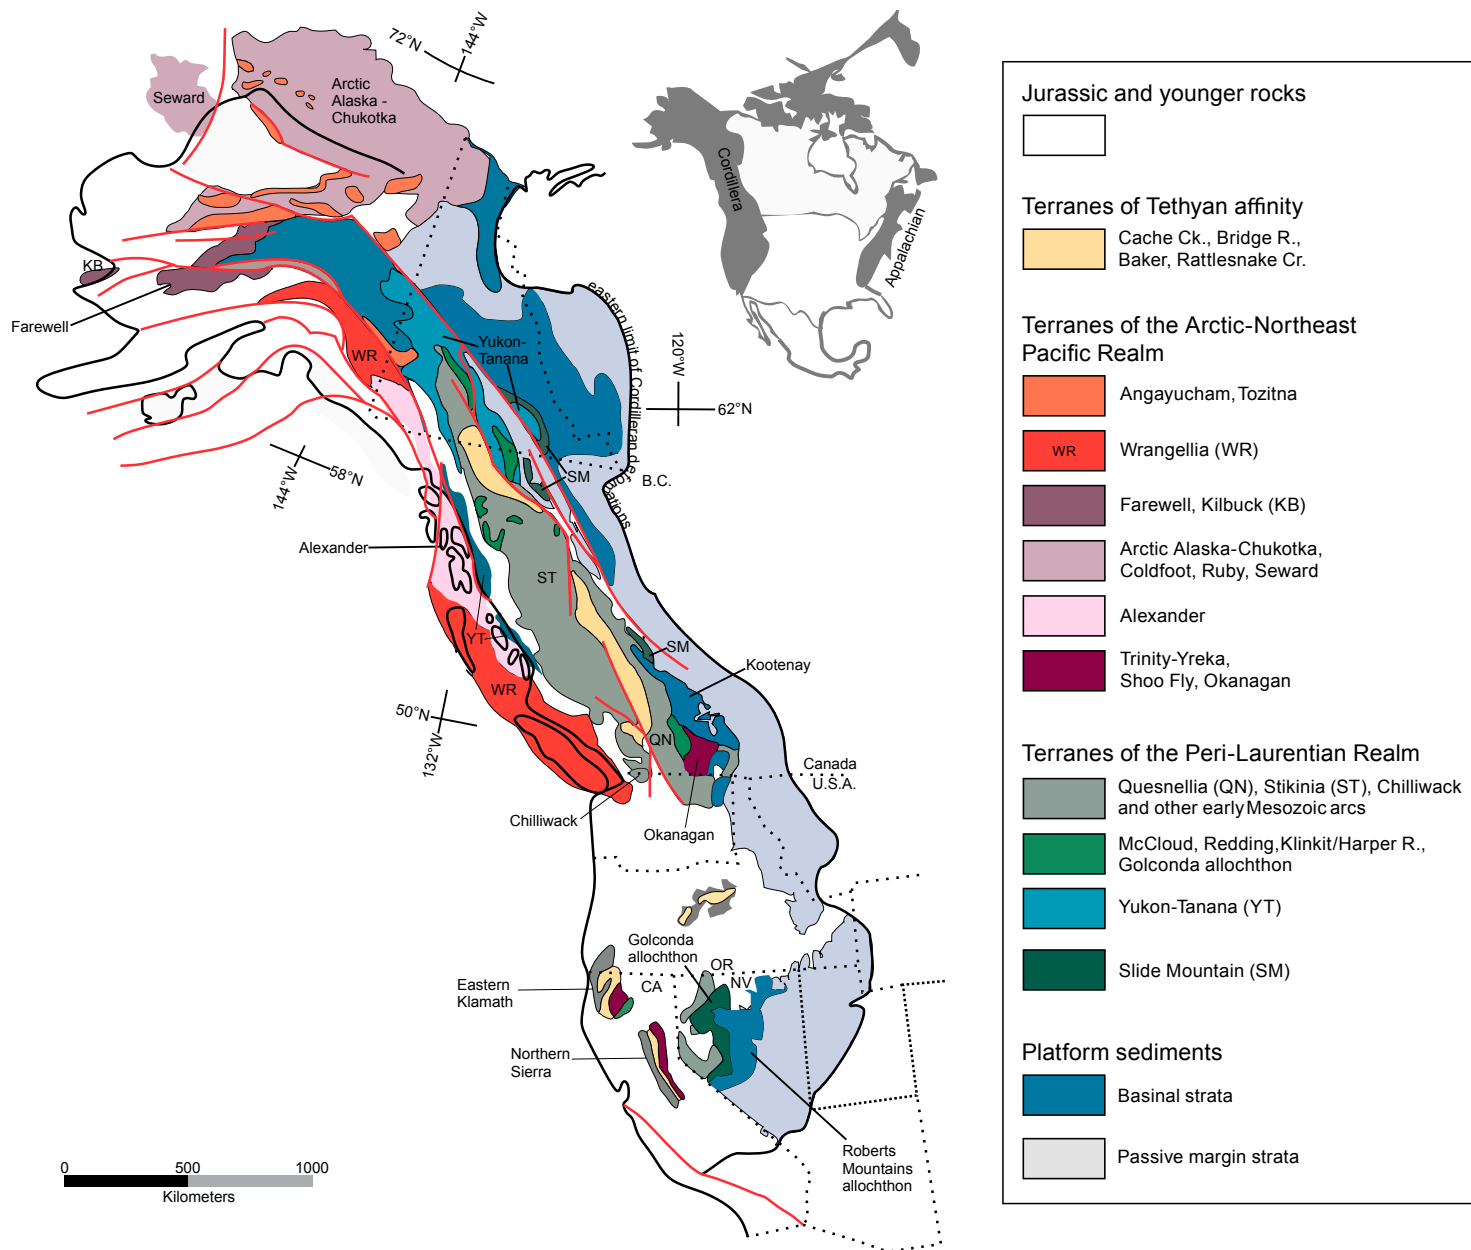 72°N
144°W
Seward
Arctic
Alaska -
Chukotka
Cordillera
Appalachian
KB
Farewell
WR
Yukon-
Tanana
eastern limit of Cordilleran deformations
120°W
62°N
144°W
58°N
SM
B.C.
Alexander
ST
YT
SM
Kootenay
WR
50°N
132°W
QN
Canada
U.S.A.
Chilliwack
Okanagan
Golconda
allochthon
OR
NV
CA
Eastern
Klamath
Northern
Sierra
Roberts
Mountains
allochthon
0
500
1000
Kilometers
Jurassic and younger rocks
Terranes of Tethyan affinity
Cache Ck., Bridge R.,
Baker, Rattlesnake Cr.
Terranes of the Arctic-Northeast
Pacific Realm
Angayucham, Tozitna
WR
Wrangellia (WR)
Farewell, Kilbuck (KB)
Arctic Alaska-Chukotka,
Coldfoot, Ruby, Seward
Alexander
Trinity-Yreka,
Shoo Fly, Okanagan
Terranes of the Peri-Laurentian Realm
Quesnellia (QN), Stikinia (ST), Chilliwack
and other early Mesozoic arcs
McCloud, Redding, Klinkit/Harper R.,
Golconda allochthon
Yukon-Tanana (YT)
Slide Mountain (SM)
Platform sediments
Basinal strata
Passive margin strata